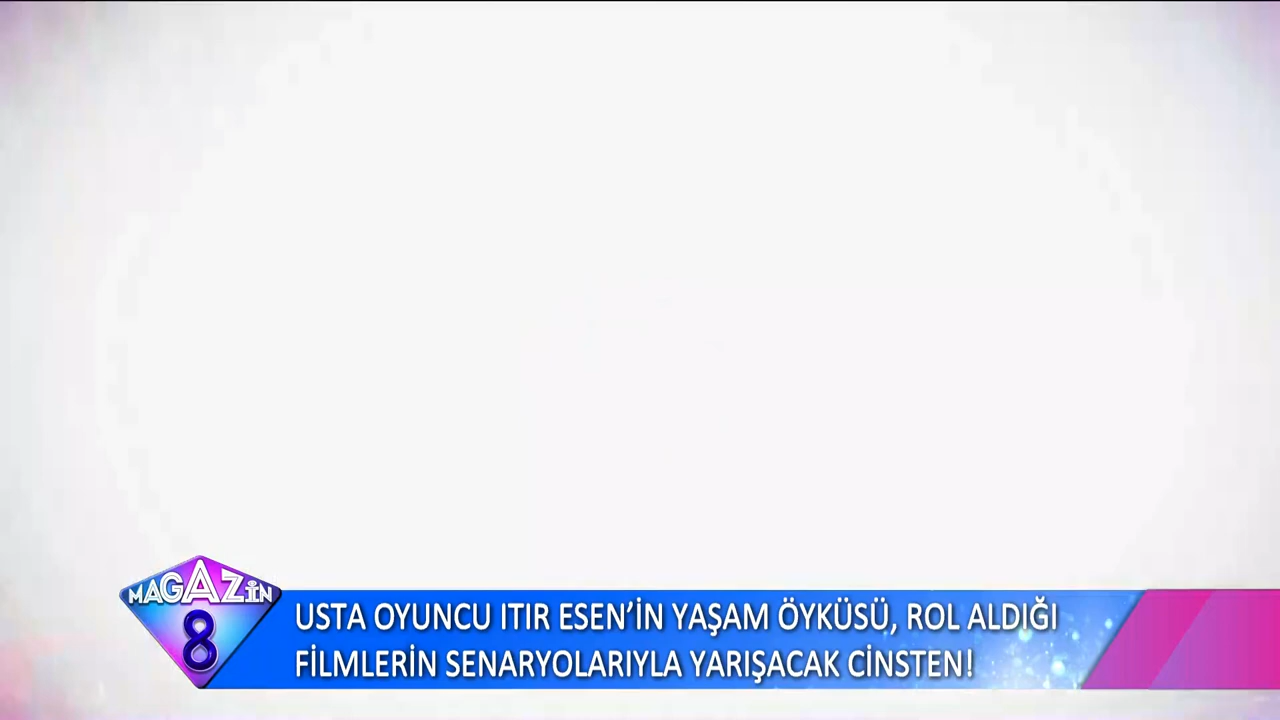 MAGAZİN
8
USTA OYUNCU ITIR ESEN’İN YAŞAM ÖYKÜSÜ, ROL ALDIĞI
FİLMLERİN SENARYOLARIYLA YARIŞACAK CİNSTEN!